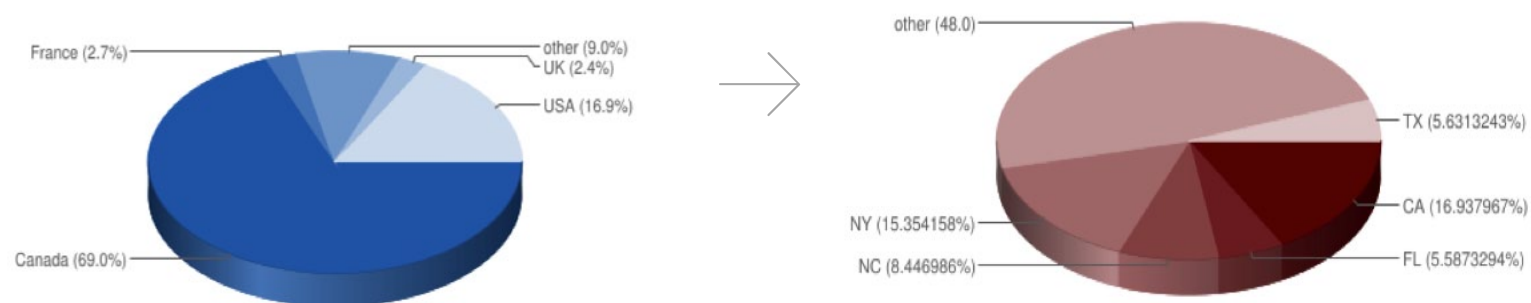 France (2.7%)
other (9.0%)
UK (2.4%)
USA (16.9%)
Canada (69.0%)
other (48.0)
TX (5.6313243%)
CA (16.937967%)
NY (15.354158%)
NC (8.446986%)
FL (5.5873294%)